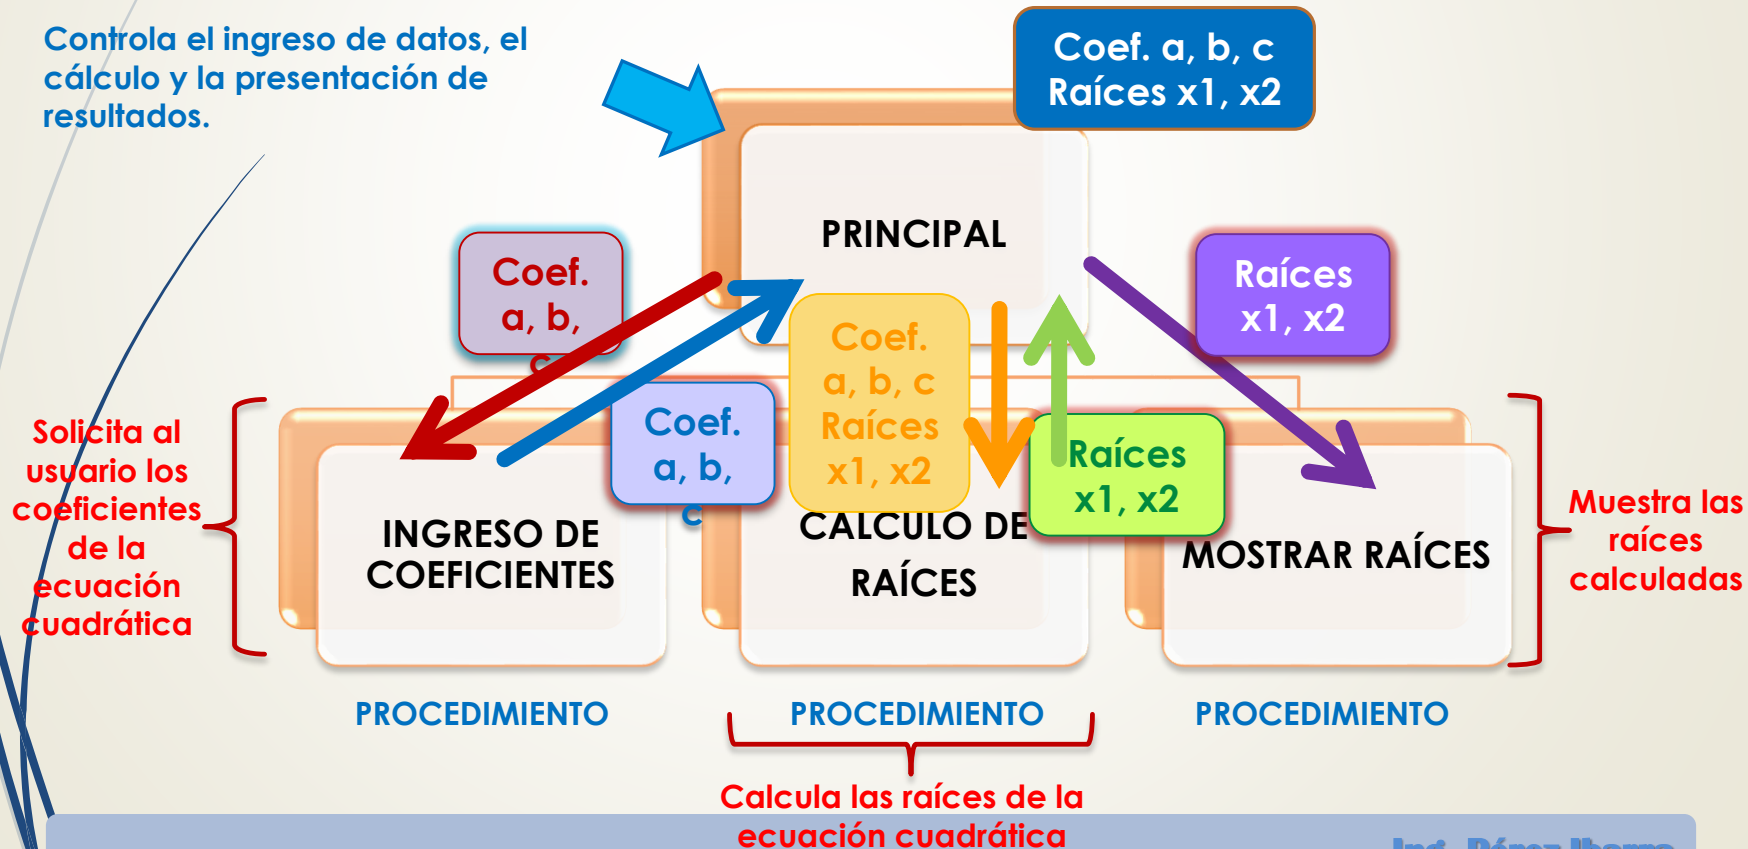 Controla el ingreso de datos, el
cálculo y la presentación de
resultados.
Coef. a, b, c
Raíces x1, x2
PRINCIPAL
Coef.
a, b,
c
Raíces
x1, x2
Coef.
a, b, c
Raíces
x1, x2
Coef.
a, b,
c
Raíces
x1, x2
Solicita al
usuario los
coeficientes
de la
ecuación
cuadrática
INGRESO DE
COEFICIENTES
CALCULO DE
RAÍCES
MOSTRAR RAÍCES
Muestra las
raíces
calculadas
PROCEDIMIENTO
PROCEDIMIENTO
PROCEDIMIENTO
Calcula las raíces de la
ecuación cuadrática
Ing. Pérez Ibarra